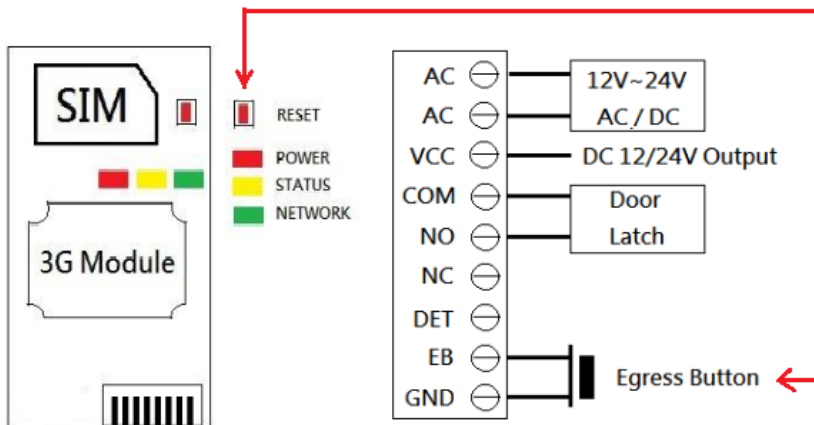 SIM
RESET
POWER
STATUS
NETWORK
3G Module
AC
AC
VCC
COM
NO
NC
DET
EB
GND
12V~24V
AC / DC
DC 12/24V Output
Door
Latch
Egress Button